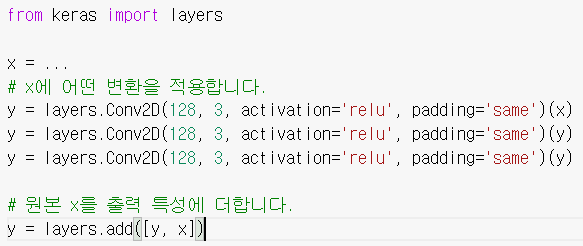 from keras import layers
x = ...
# x에 어떤 변환을 적용합니다.
y = layers.Conv2D(128, 3, activation='relu', padding='same')(x)
y = layers.Conv2D(128, 3, activation='relu', padding='same')(y)
y = layers.Conv2D(128, 3, activation='relu', padding='same')(y)
# 원본 x를 출력 특성에 더합니다.
y = layers.add([y, x])